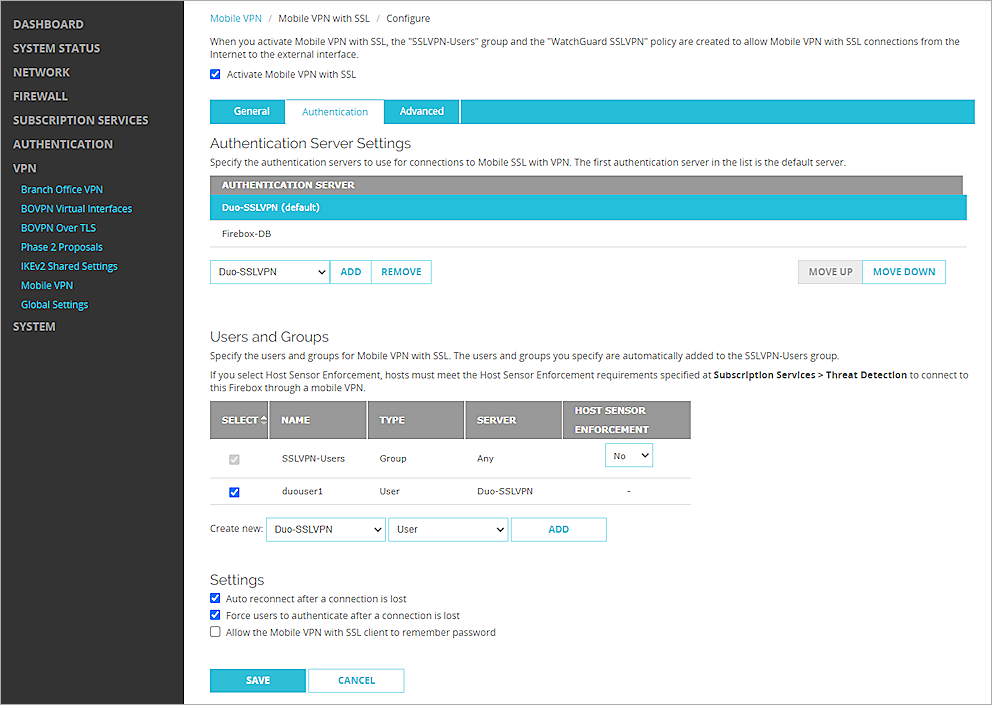 DASHBOARD
SYSTEM STATUS
NETWORK
FIREWALL
SUBSCRIPTION SERVICES
AUTHENTICATION
VPN
Branch Office VPN
BOVPN Virtual Interfaces
BOVPN Over TLS
Phase 2 Proposals
IKEv2 Shared Settings
Mobile VPN
Global Settings
SYSTEM
Mobile VPN / Mobile VPN with SSL / Configure
When you activate Mobile VPN with SSL, the "SSLVPN-Users" group and the "WatchGuard SSLVPN" policy are created to allow Mobile VPN with SSL connections from the
Internet to the external interface.
Activate Mobile VPN with SSL
General Authentication Advanced
Authentication Server Settings
Specify the authentication servers to use for connections to Mobile SSL with VPN. The first authentication server in the list is the default server.
AUTHENTICATION SERVER
Duo-SSLVPN (default)
Firebox-DB
Duo-SSLVPN ADD REMOVE MOVE UP MOVE DOWN
Users and Groups
Specify the users and groups for Mobile VPN with SSL. The users and groups you specify are automatically added to the SSLVPN-Users group.
If you select Host Sensor Enforcement, hosts must meet the Host Sensor Enforcement requirements specified at Subscription Services > Threat Detection to connect to
this Firebox through a mobile VPN.
SELECT NAME TYPE SERVER HOST SENSOR
ENFORCEMENT
SSLVPN-Users Group Any No
duouser1 User Duo-SSLVPN -
Create new: Duo-SSLVPN User ADD
Settings
Auto reconnect after a connection is lost
Force users to authenticate after a connection is lost
Allow the Mobile VPN with SSL client to remember password
SAVE CANCEL